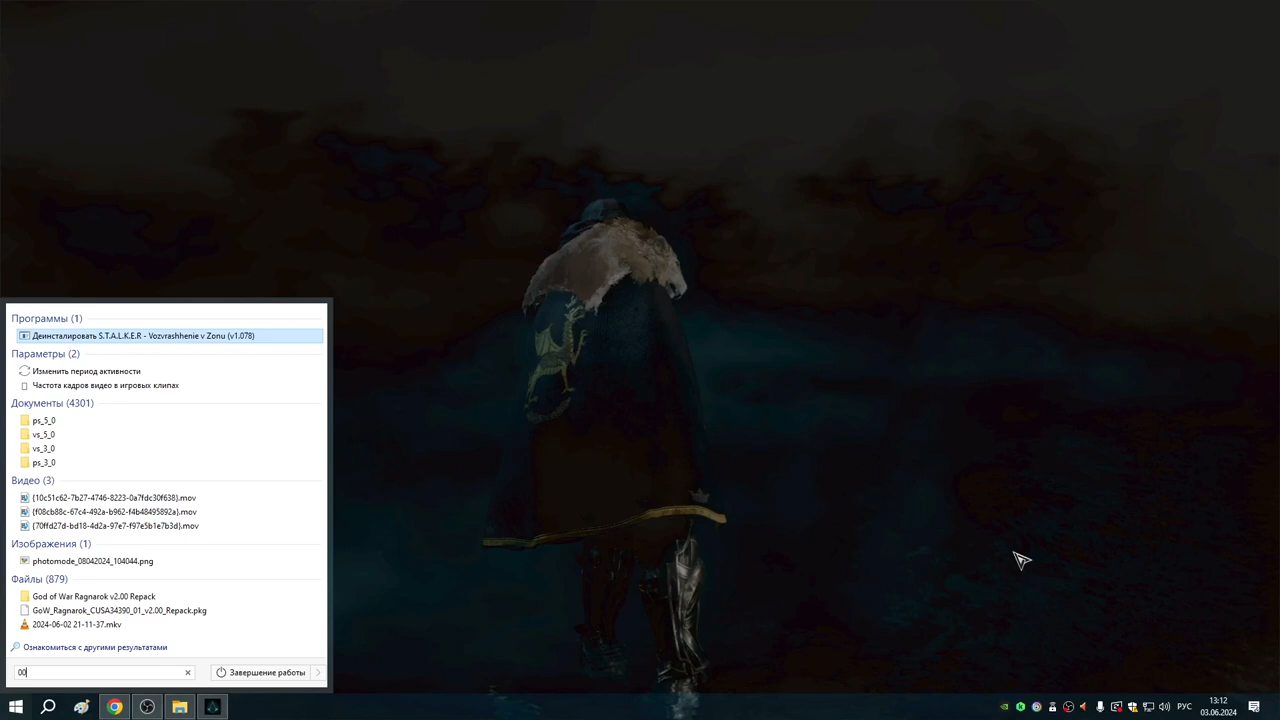 Программы (1)
Деинсталировать S.T.A.L.K.E.R - Vozvrashhenie v Zonu (v1.078)
Параметры (2)
Изменить период активности
Частота кадров видео в игровых клипах
Документы (4301)
ps_5_0
vs_5_0
vs_3_0
ps_3_0
Видео (3)
{10c51c62-7b27-4746-8223-0a7fdc30f638}.mov
{f08cb88c-67c4-492a-b962-f4b48495892a}.mov
{70ffd27d-bd18-4d2a-97e7-f97e5b1e7b3d}.mov
Изображения (1)
photomode_08042024_104044.png
Файлы (879)
God of War Ragnarok v2.00 Repack
GoW_Ragnarok_CUSA34390_01_v2.00_Repack.pkg
2024-06-02 21-11-37.mkv
Ознакомиться с другими результатами
00
Завершение работы
РУС
13:12
03.06.2024